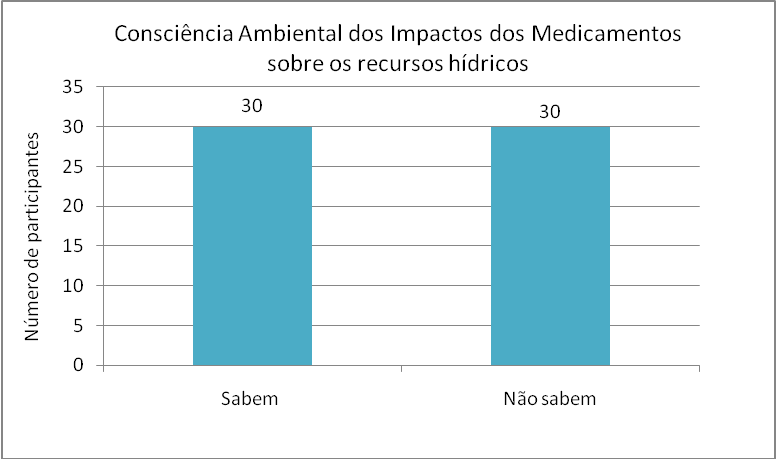 Consciência Ambiental dos Impactos dos Medicamentos
sobre os recursos hídricos
Número de participantes
35
30
25
20
15
10
5
0
30
30
Sabem
Não sabem